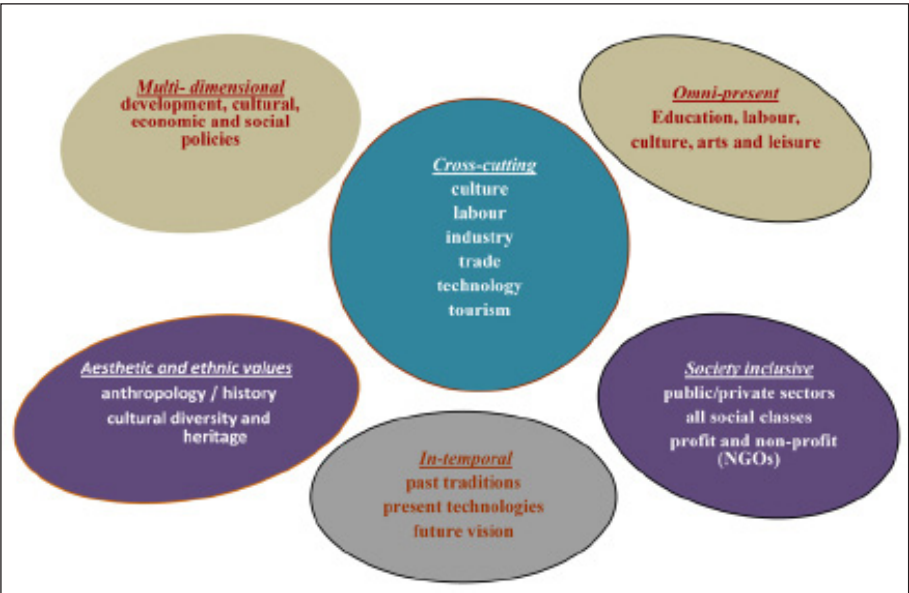 Multi- dimensional
development, cultural,
economic and social
policies
Omni-present
Education, labour,
culture, arts and leisure
Cross-cutting
culture
labour
industry
trade
technology
tourism
Aesthetic and ethnic values
anthropology / history
cultural diversity and
heritage
Society inclusive
public/private sectors
all social classes
profit and non-profit
(NGOs)
In-temporal
past traditions
present technologies
future vision